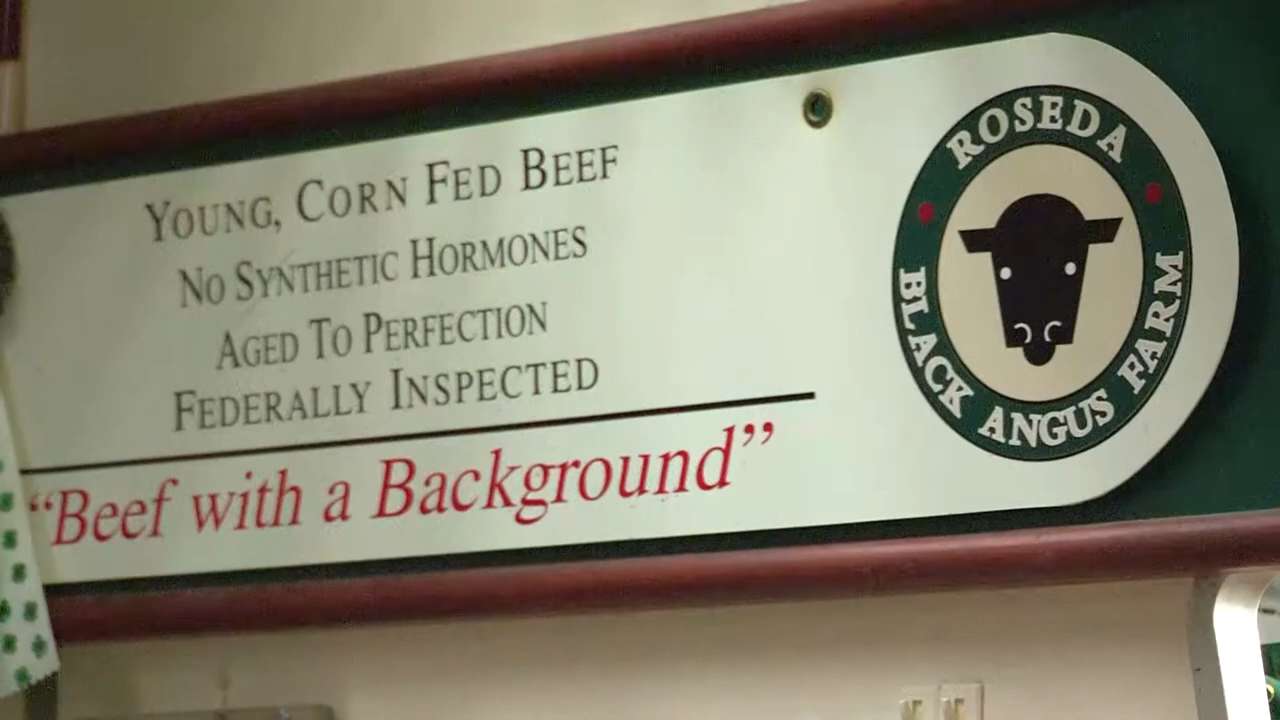 Young, Corn Fed Beef
No Synthetic Hormones
Aged To Perfection
Federally Inspected
“Beef with a Background”
ROSEDA
BLACK ANGUS FARM